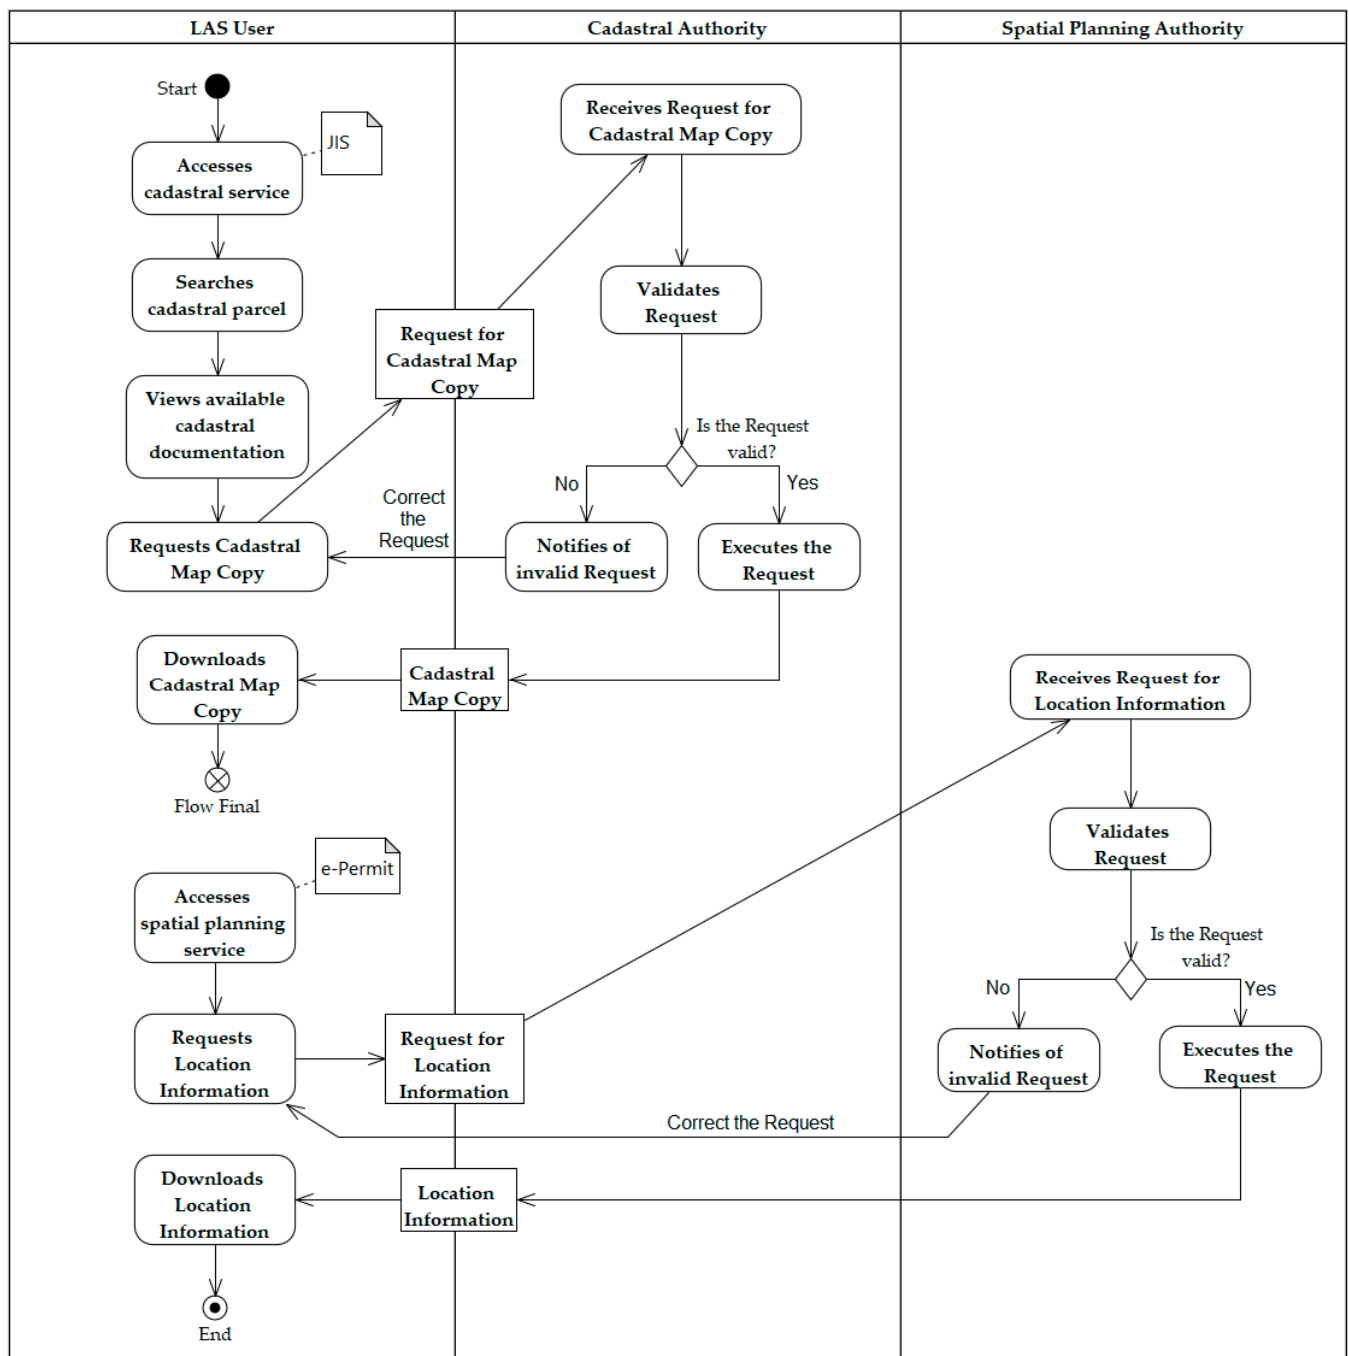 LAS User
Cadastral Authority
Spatial Planning Authority
Start
JIS
Accesses
cadastral service
Searches
cadastral parcel
Views available
cadastral
documentation
Requests Cadastral
Map Copy
Request for
Cadastral Map
Copy
Receives Request for
Cadastral Map Copy
Validates
Request
Is the Request
valid?
No
Yes
Correct
the
Request
Notifies of
invalid Request
Executes the
Request
Downloads
Cadastral Map
Copy
Cadastral
Map Copy
Flow Final
Receives Request for
Location Information
Validates
Request
Is the Request
valid?
No
Yes
e-Permit
Accesses
spatial planning
service
Requests
Location
Information
Request for
Location
Information
Notifies of
invalid Request
Executes the
Request
Correct the Request
Downloads
Location
Information
Location
Information
End